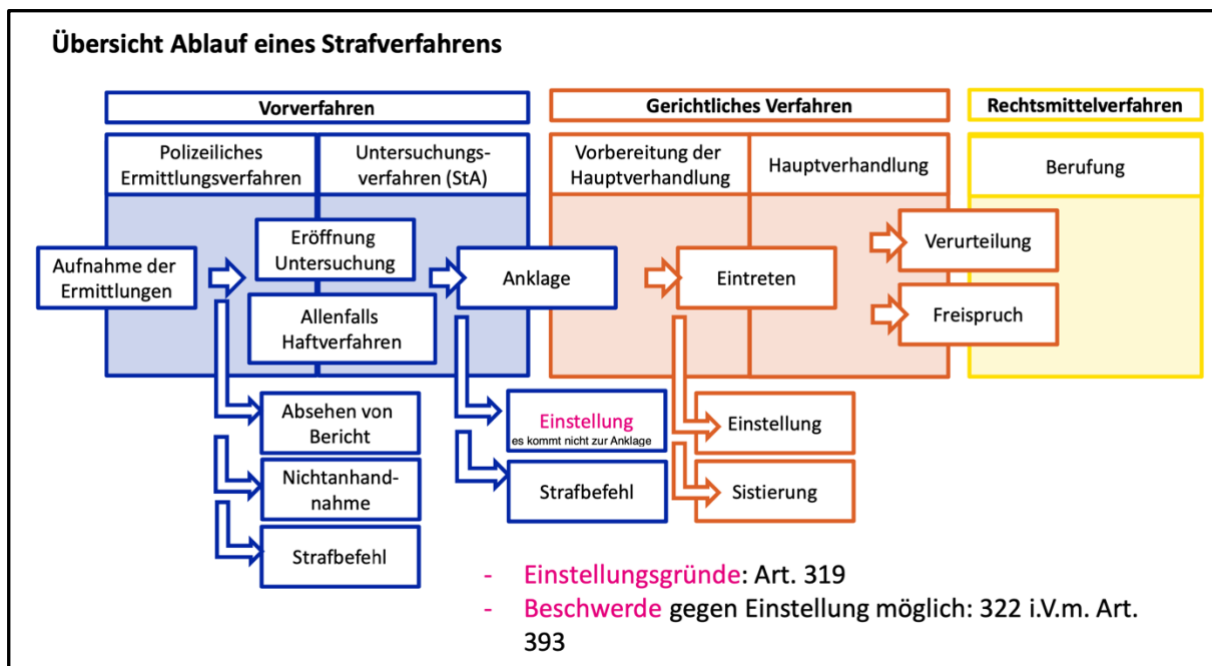 Übersicht Ablauf eines Strafverfahrens
Vorverfahren
Gerichtliches Verfahren
Rechtsmittelverfahren
Polizeiliches
Ermittlungsverfahren
Untersuchungs-
verfahren (StA)
Vorbereitung der
Hauptverhandlung
Hauptverhandlung
Berufung
Aufnahme der
Ermittlungen
Eröffnung
Untersuchung
Allenfalls
Haftverfahren
Anklage
Eintreten
Verurteilung
Freispruch
Absehen von
Bericht
Nichtanhand-
nahme
Strafbefehl
Einstellung
es kommt nicht zur Anklage
Strafbefehl
Einstellung
Sistierung
- Einstellungsgründe: Art. 319
- Beschwerde gegen Einstellung möglich: 322 i.V.m. Art.
393